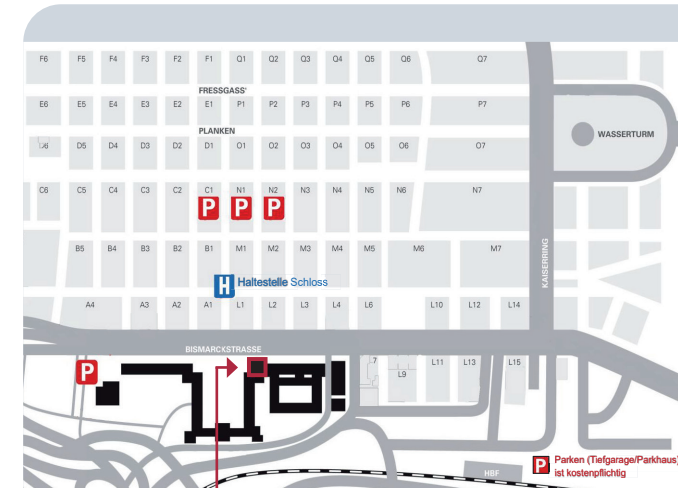 F6 F5 F4 F3 F2 F1 Q1 Q2 Q3 Q4 Q5 Q6 Q7
FRESSGASS'
E6 E5 E4 E3 E2 E1 P1 P2 P3 P4 P5 P6 P7
PLANKEN
WASSERTURM
D5 D4 D3 D2 D1 O1 O2 O3 O4 O5 O6 O7
C6 C5 C4 C3 C2 C1 N1 N2 N3 N4 N5 N6 N7
P P P
B5 B4 B3 B2 B1 M1 M2 M3 M4 M5 M6 M7
KAISERRING
H Haltestelle Schloss
A4 A3 A2 A1 L1 L2 L3 L4 L6 L10 L12 L14
BISMARCKSTRASSE
P
L9 L11 L13 L15
P Parken (Tiefgarage/Parkhaus)
ist kostenpflichtig
HBF